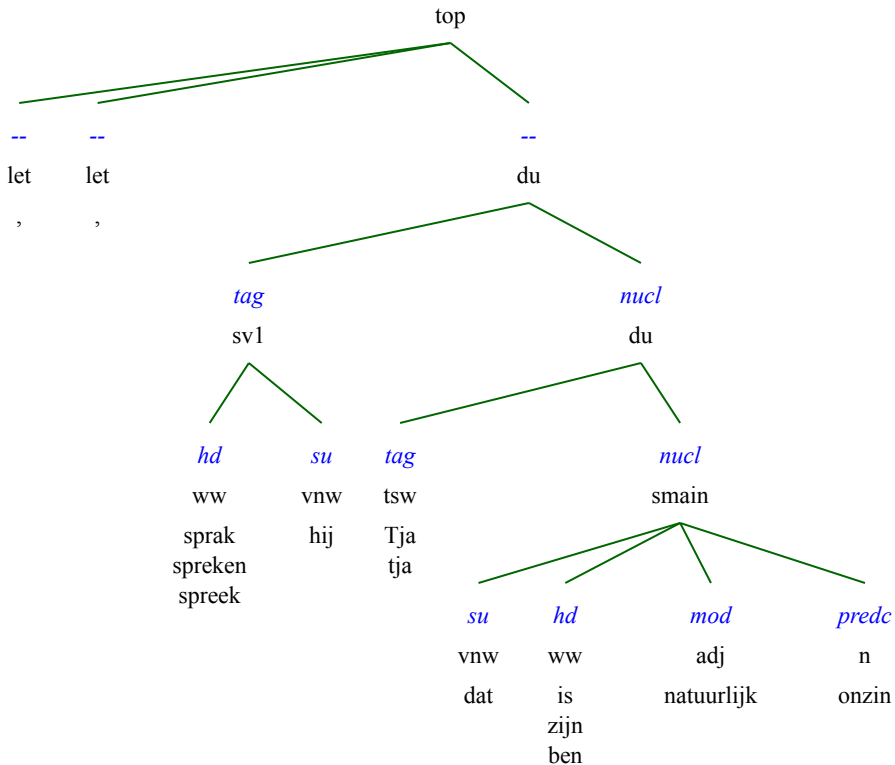 top
-- -- --
let let du
, ,
tag nucl
sv1 du
hd su tag nucl
ww vnw tsw smain
sprak hij Tja
spreken tja
spreek
su hd mod predc
vnw ww adj n
dat is natuurlijk onzin
zijn
ben